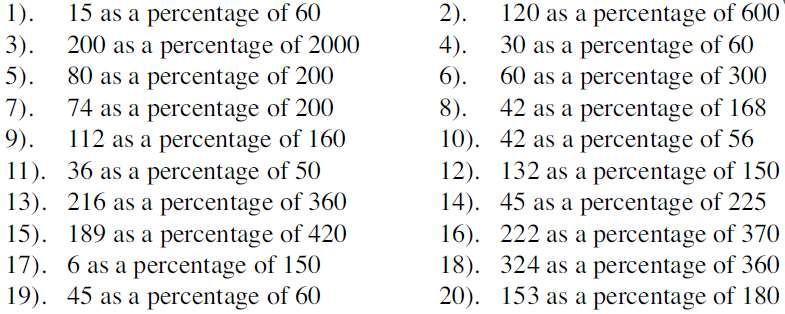 1). 15 as a percentage of 60 2). 120 as a percentage of 600
3). 200 as a percentage of 2000 4). 30 as a percentage of 60
5). 80 as a percentage of 200 6). 60 as a percentage of 300
7). 74 as a percentage of 200 8). 42 as a percentage of 168
9). 112 as a percentage of 160 10). 42 as a percentage of 56
11). 36 as a percentage of 50 12). 132 as a percentage of 150
13). 216 as a percentage of 360 14). 45 as a percentage of 225
15). 189 as a percentage of 420 16). 222 as a percentage of 370
17). 6 as a percentage of 150 18). 324 as a percentage of 360
19). 45 as a percentage of 60 20). 153 as a percentage of 180